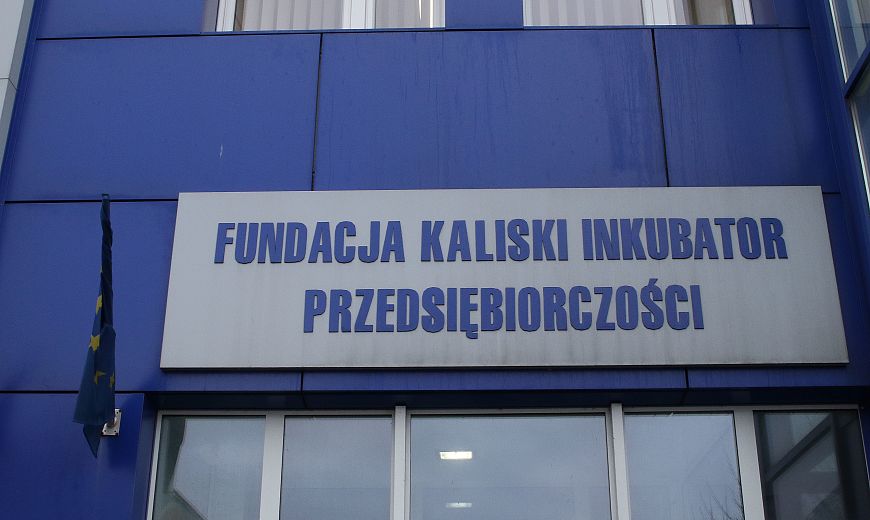 FUNDACJA KALISKI INKUBATOR
PRZEDSIĘBIORCZOŚCI